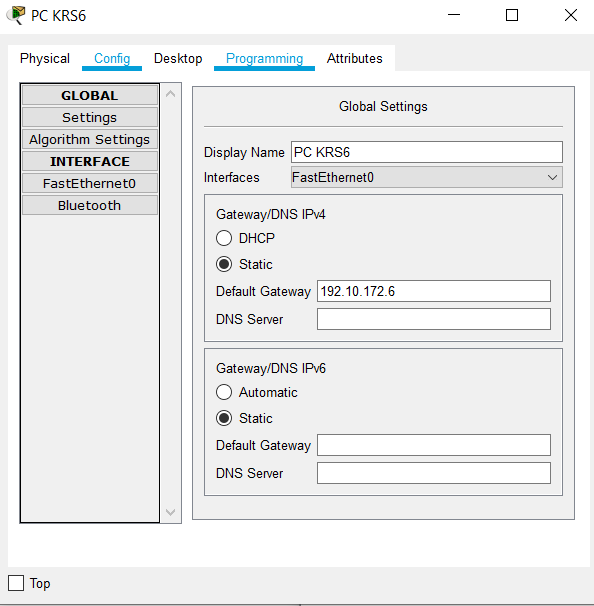 PC KRS6
Physical Config Desktop Programming Attributes
GLOBAL
Settings
Algorithm Settings
INTERFACE
FastEthernet0
Bluetooth
Global Settings
Display Name PC KRS6
Interfaces FastEthernet0
Gateway/DNS IPv4
DHCP
Static
Default Gateway 192.10.172.6
DNS Server
Gateway/DNS IPv6
Automatic
Static
Default Gateway
DNS Server
Top